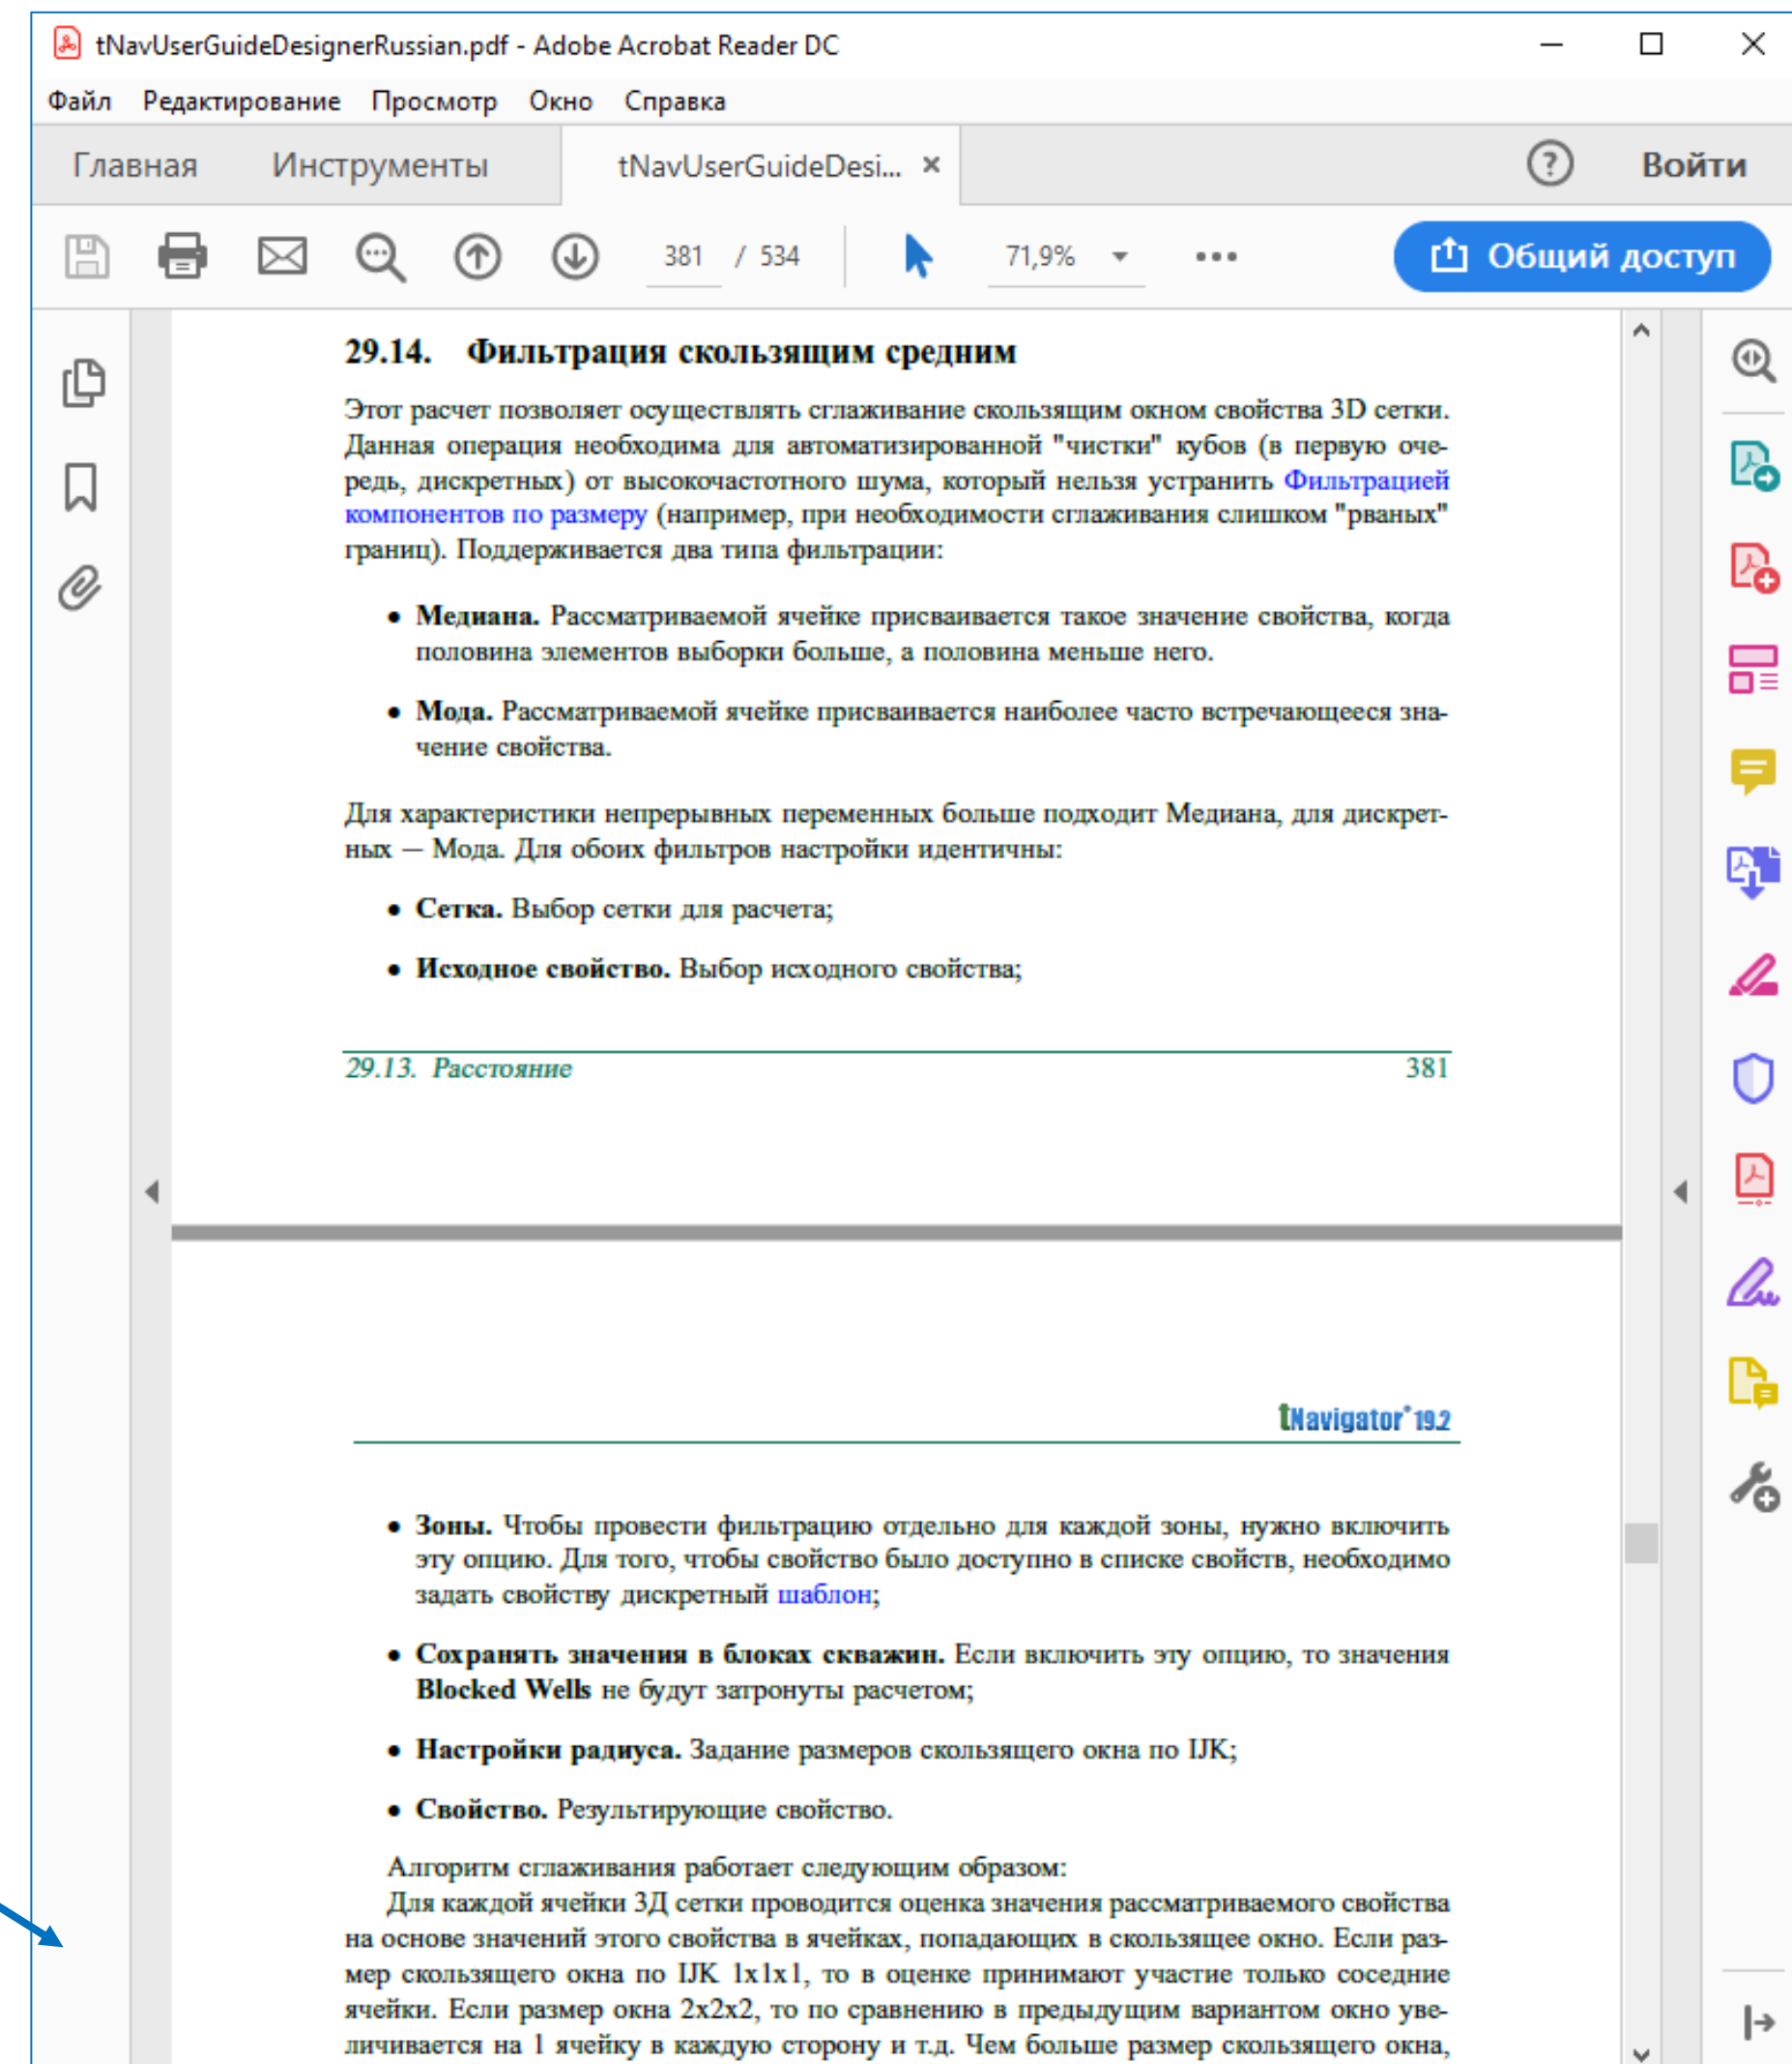 tNavUserGuideDesignerRussian.pdf - Adobe Acrobat Reader DC
Файл Редактирование Просмотр Окно Справка
Главная Инструменты tNavUserGuideDesi... × Войти
381 / 534 71,9% Общий доступ
29.14. Фильтрация скользящим средним
Этот расчет позволяет осуществлять сглаживание скользящим окном свойства 3D сетки.
Данная операция необходима для автоматизированной "чистки" кубов (в первую оче-
редь, дискретных) от высокочастотного шума, который нельзя устранить Фильтрацией
компонентов по размеру (например, при необходимости сглаживания слишком "рваных"
границ). Поддерживается два типа фильтрации:
• Медиана. Рассматриваемой ячейке присваивается такое значение свойства, когда
половина элементов выборки больше, а половина меньше него.
• Мода. Рассматриваемой ячейке присваивается наиболее часто встречающееся зна-
чение свойства.
Для характеристики непрерывных переменных больше подходит Медиана, для дискрет-
ных — Мода. Для обоих фильтров настройки идентичны:
• Сетка. Выбор сетки для расчета;
• Исходное свойство. Выбор исходного свойства;
29.13. Расстояние 381
tNavigator® 19.2
• Зоны. Чтобы провести фильтрацию отдельно для каждой зоны, нужно включить
эту опцию. Для того, чтобы свойство было доступно в списке свойств, необходимо
задать свойству дискретный шаблон;
• Сохранять значения в блоках скважин. Если включить эту опцию, то значения
Blocked Wells не будут затронуты расчетом;
• Настройки радиуса. Задание размеров скользящего окна по IJK;
• Свойство. Результирующие свойство.
Алгоритм сглаживания работает следующим образом:
Для каждой ячейки 3Д сетки проводится оценка значения рассматриваемого свойства
на основе значений этого свойства в ячейках, попадающих в скользящее окно. Если раз-
мер скользящего окна по IJK 1x1x1, то в оценке принимают участие только соседние
ячейки. Если размер окна 2x2x2, то по сравнению в предыдущим вариантом окно уве-
личивается на 1 ячейку в каждую сторону и т.д. Чем больше размер скользящего окна,